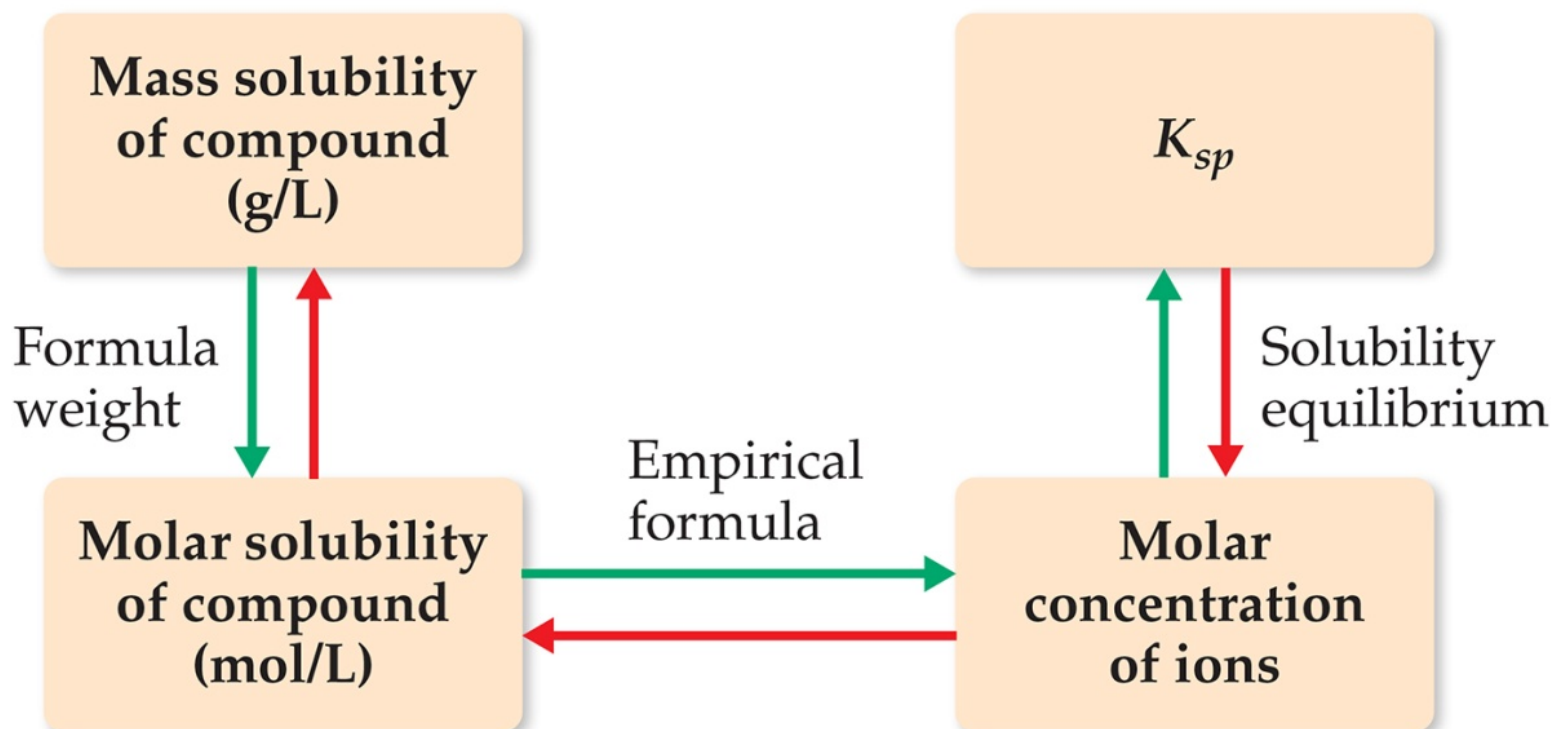 Mass solubility
of compound
(g/L)
K_sp
Formula
weight
Solubility
equilibrium
Empirical
formula
Molar solubility
of compound
(mol/L)
Molar
concentration
of ions